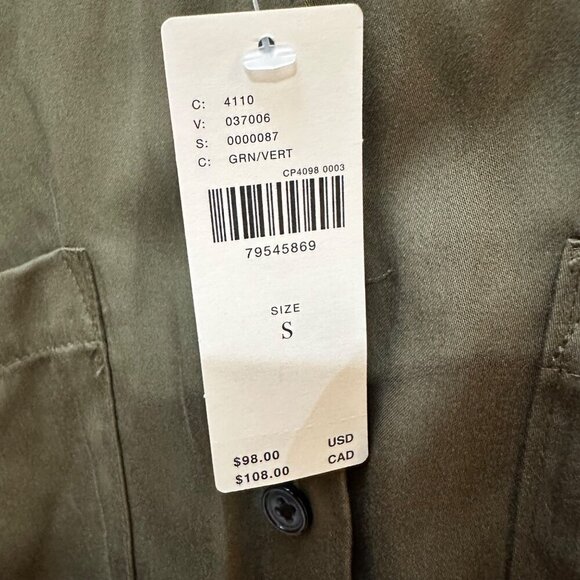 C: 4110
V: 037006
S: 0000087
C: GRN/VERT
CP4098 0003
79545869
SIZE
S
$98.00 USD
$108.00 CAD